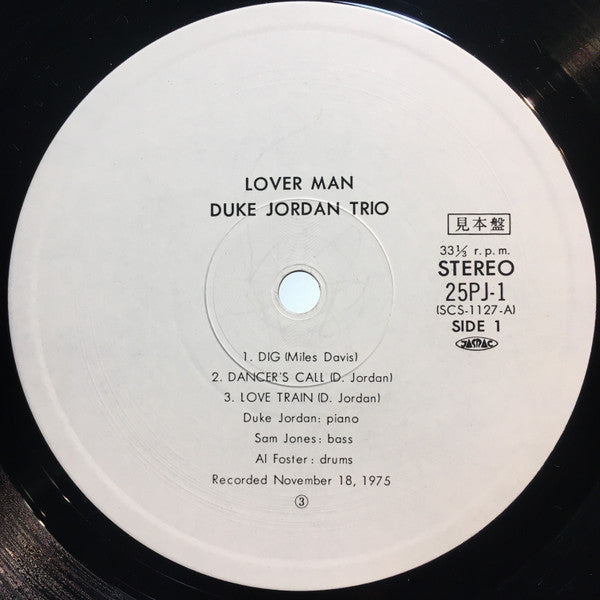 LOVER MAN
DUKE JORDAN TRIO
見本盤
33⅓ r.p.m.
STEREO
25PJ-1
(SCS-1127-A)
SIDE 1
JASRAC
1. DIG (Miles Davis)
2. DANCER'S CALL (D. Jordan)
3. LOVE TRAIN (D. Jordan)
Duke Jordan: piano
Sam Jones: bass
Al Foster: drums
Recorded November 18, 1975
③